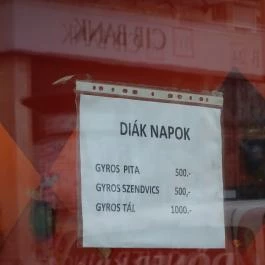 CIB BANK
DIÁK NAPOK
GYROS PITA 500.-
GYROS SZENDVICS 500,-
GYROS TÁL 1000.-